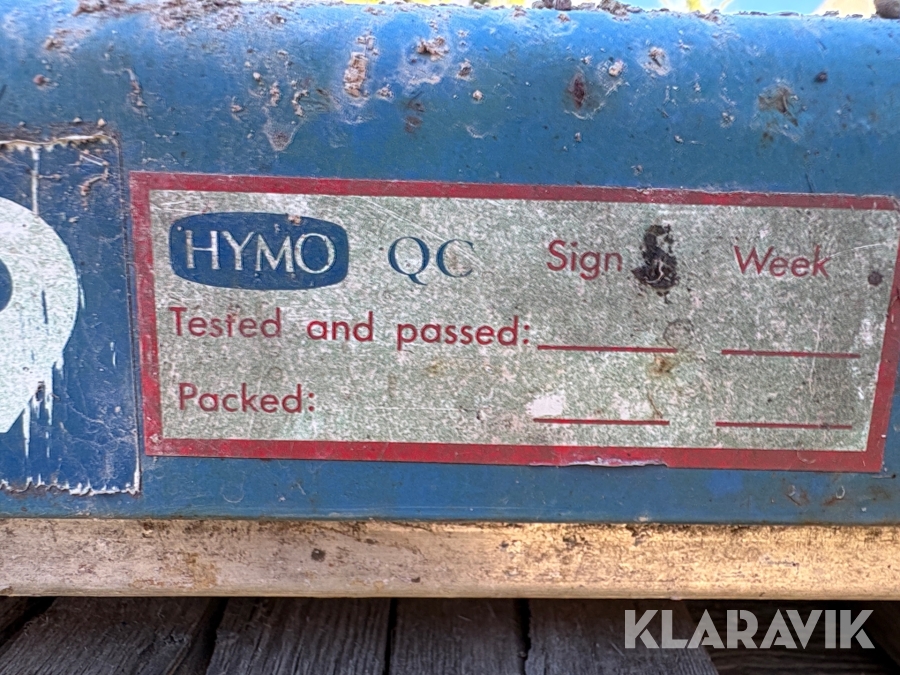 HYMO QC Sign Week
Tested and passed:
Packed:
KLARAVIK